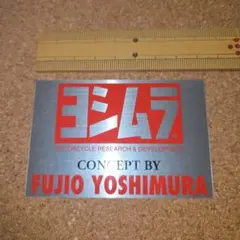 ヨシムラ
MOTORCYCLE RESEARCH & DEVELOPMENT
CONCEPT BY
FUJIO YOSHIMURA